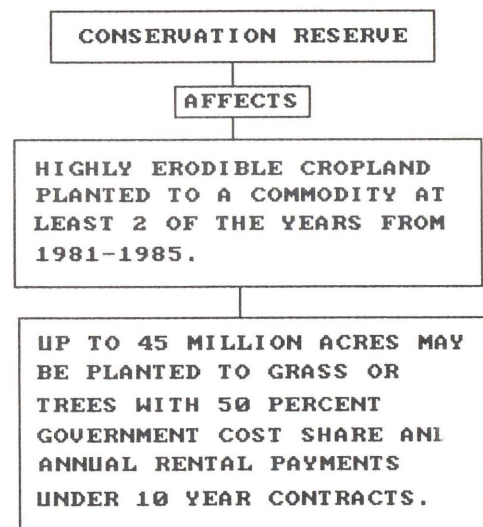 CONSERVATION RESERVE
AFFECTS
HIGHLY ERODIBLE CROPLAND
PLANTED TO A COMMODITY AT
LEAST 2 OF THE YEARS FROM
1981-1985.
UP TO 45 MILLION ACRES MAY
BE PLANTED TO GRASS OR
TREES WITH 50 PERCENT
GOVERNMENT COST SHARE AND
ANNUAL RENTAL PAYMENTS
UNDER 10 YEAR CONTRACTS.